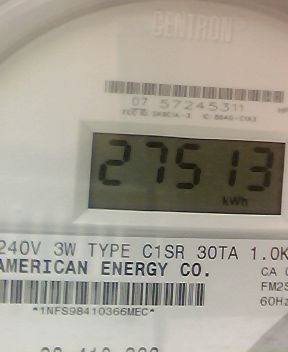 CENTRON
07 57245311
27513
kWh
240V 3W TYPE C1SR 30TA 1.0K
AMERICAN ENERGY CO.
CA
FM2S
60Hz
*1NFS98410366MEC*